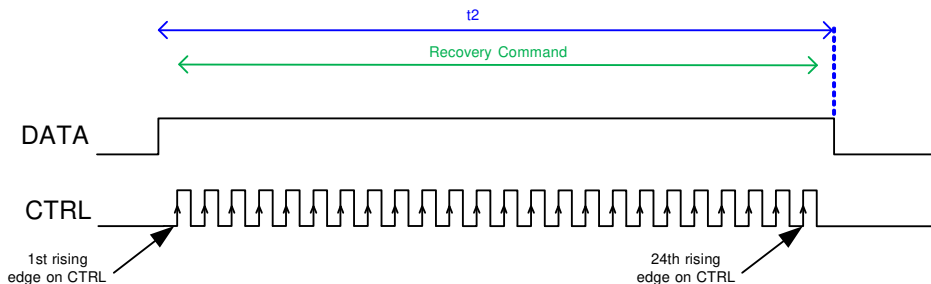 t2
Recovery Command
DATA
CTRL
1st rising
edge on CTRL
24th rising
edge on CTRL